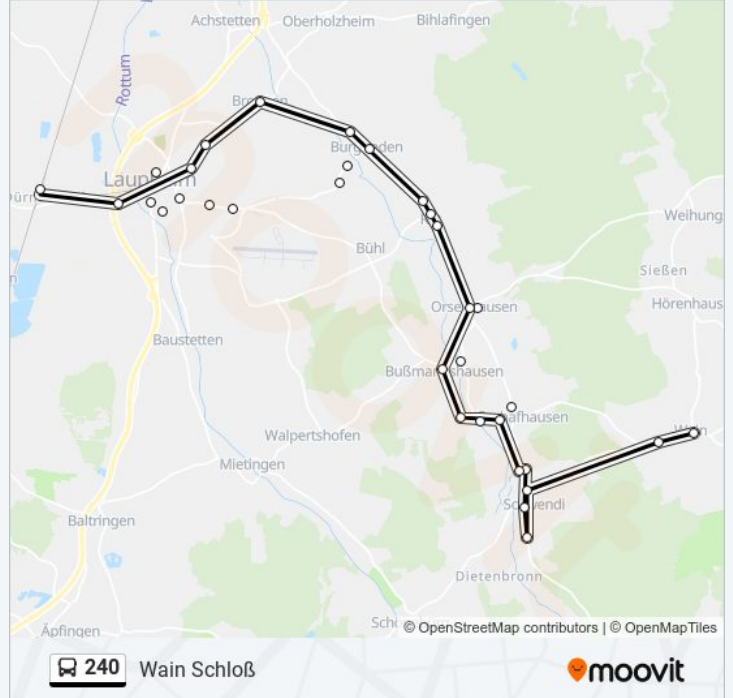 Achstetten
Oberholzheim
Bihlafingen
Rottum
Laupheim
Bühl
Weihung
Sießen
Hörenhaus
Orsenhausen
Baustetten
Bußmannshausen
Walpertshofen
Mietingen
Schwendi
Baltringen
Dietenbronn
Äpfingen
© OpenStreetMap contributors | © OpenMapTiles
240 Wain Schloß
moovit